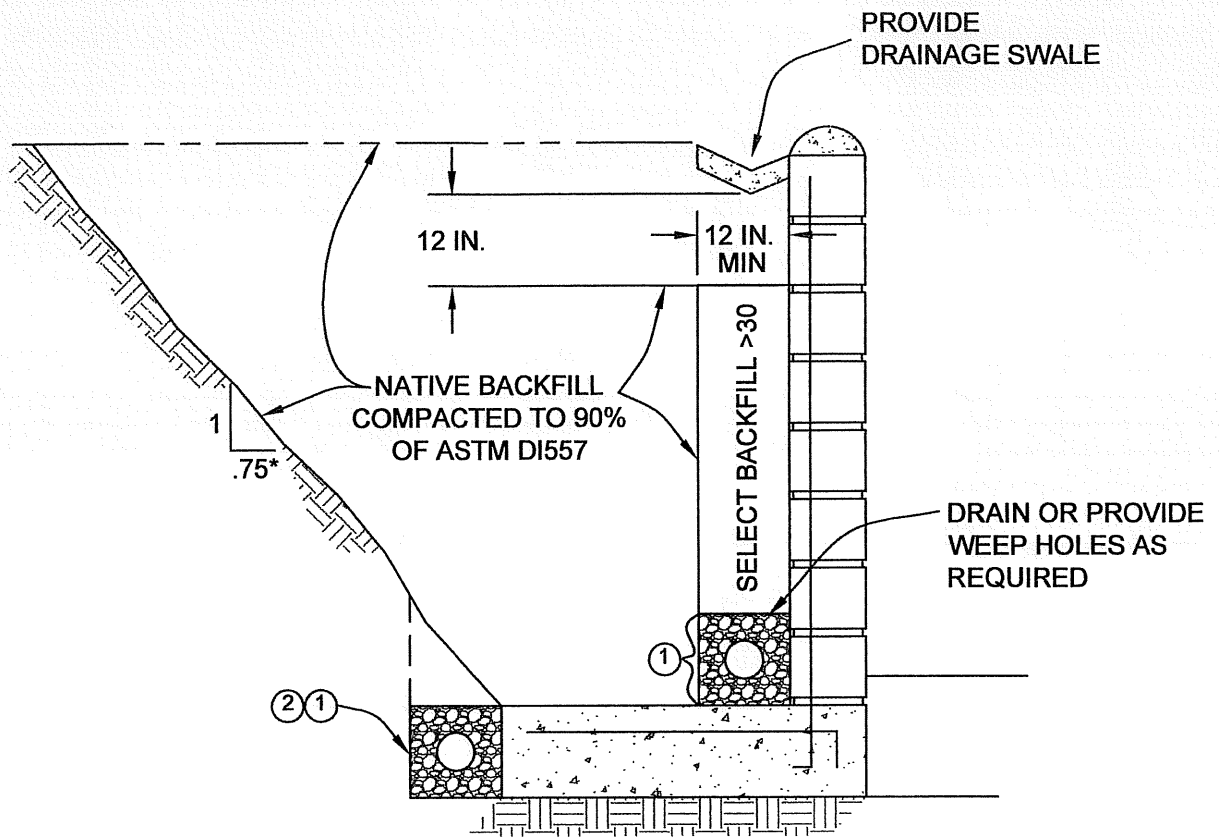 PROVIDE
DRAINAGE SWALE
12 IN.
12 IN.
MIN
SELECT BACKFILL >30
NATIVE BACKFILL
COMPACTED TO 90%
OF ASTM DI557
1
.75*
DRAIN OR PROVIDE
WEEP HOLES AS
REQUIRED
1
2 1